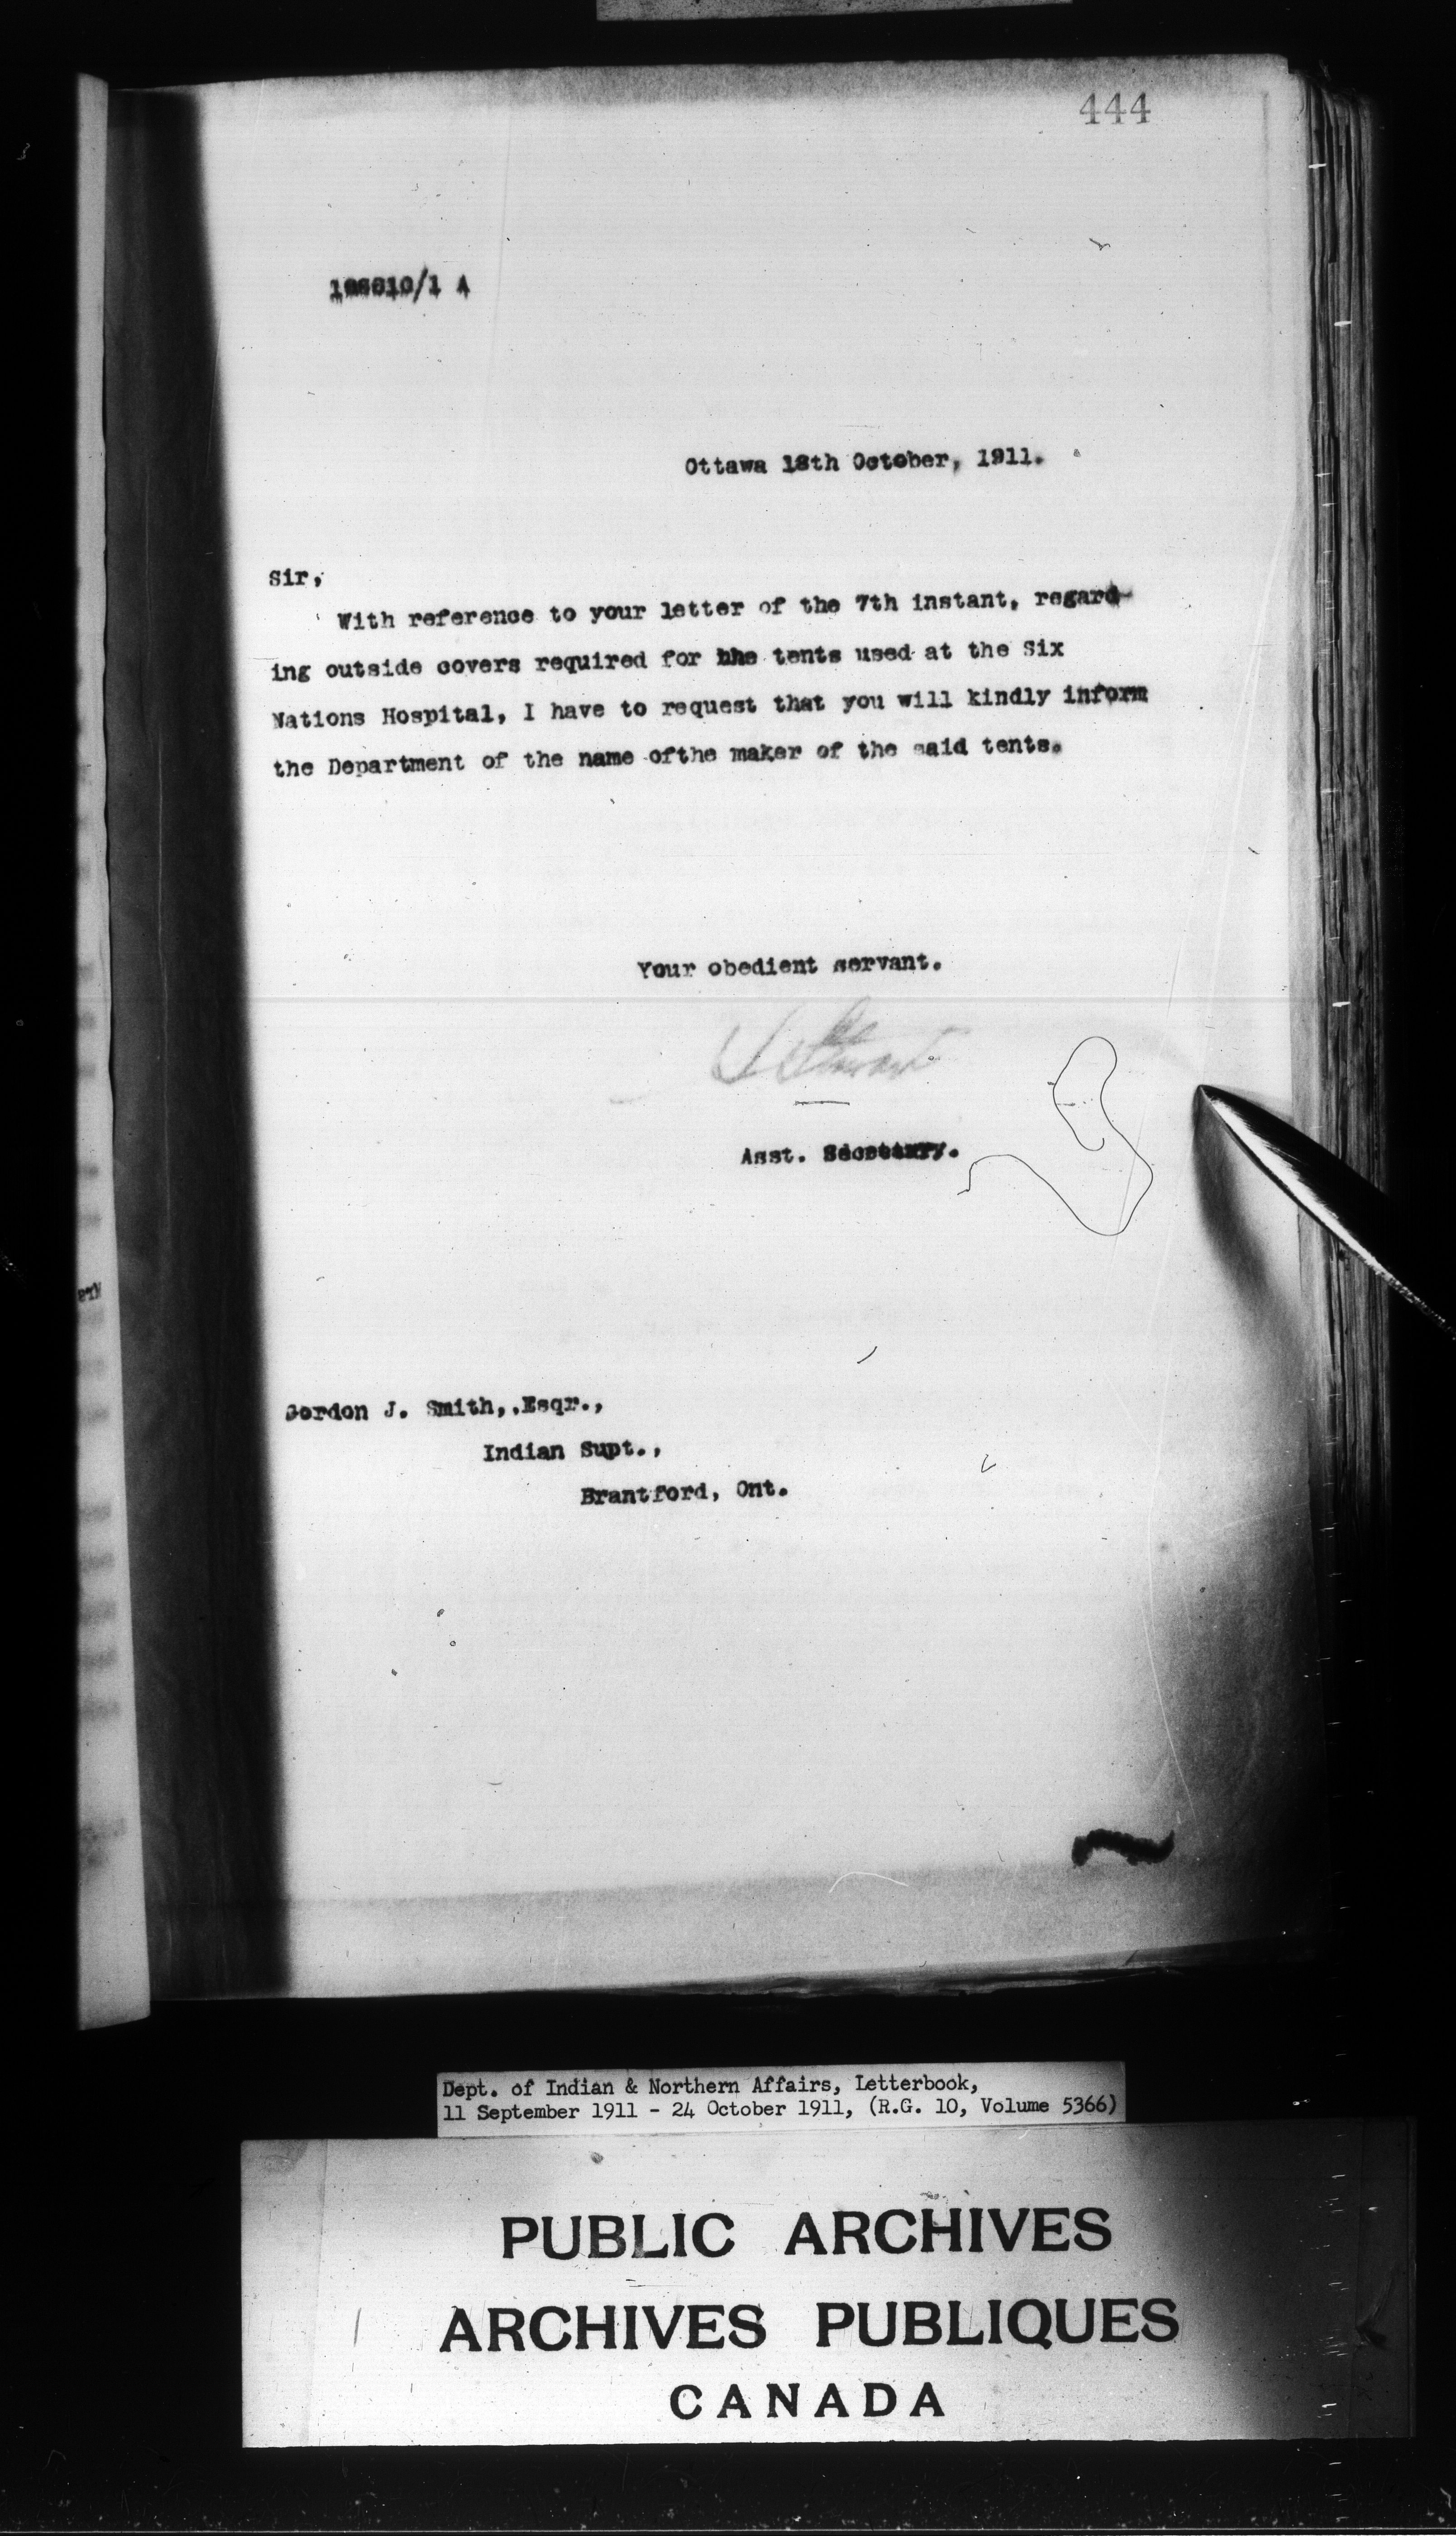 444
Ottawa 18th October, 1911.
Sir,
With reference to your letter of the 7th instant, regard-
ing outside covers required for the tents used at the Six
Nations Hospital, I have to request that you will kindly inform
the Department of the name ofthe maker of the said tents.
Your obedient servant.
Asst. Secretary.
Gordon J. Smith,,Esqr.,
Indian Supt.,
Brantford, Ont.
Dept. of Indian & Northern Affairs, Letterbook,
11 September 1911 - 24 October 1911, (R.G. 10, Volume 5366)
PUBLIC ARCHIVES
ARCHIVES PUBLIQUES
CANADA